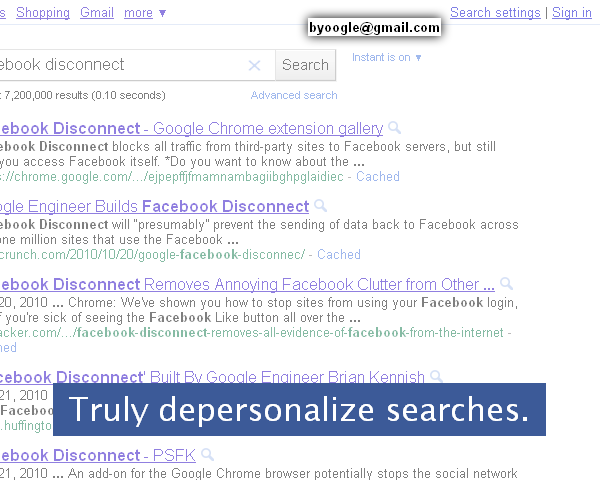 Shopping Gmail more ▼ byoogle@gmail.com Search settings | Sign in
ebook disconnect × Search Instant is on ▼
7,200,000 results (0.10 seconds) Advanced search
ebook Disconnect - Google Chrome extension gallery
ebook Disconnect blocks all traffic from third-party sites to Facebook servers, but still
you access Facebook itself. *Do you want to know about the ...
s://chrome.google.com/.../ejpepffjfmamnambagiibghpglaidiec - Cached
ogle Engineer Builds Facebook Disconnect
ebook Disconnect will "presumably" prevent the sending of data back to Facebook across
one million sites that use the Facebook ...
crunch.com/2010/10/20/google-facebook-disconnec/ - Cached
ebook Disconnect Removes Annoying Facebook Clutter from Other ...
20, 2010 ... Chrome: We've shown you how to stop sites from using your Facebook login,
if you're sick of seeing the Facebook Like button all over the ...
acker.com/.../facebook-disconnect-removes-all-evidence-of-facebook-from-the-internet -
hed
cebook Disconnect' Built By Google Engineer Brian Kennish
21, 2010
Faceboo
.huffington
Truly depersonalize searches.
ebook Disconnect - PSFK
21, 2010 ... An add-on for the Google Chrome browser potentially stops the social network